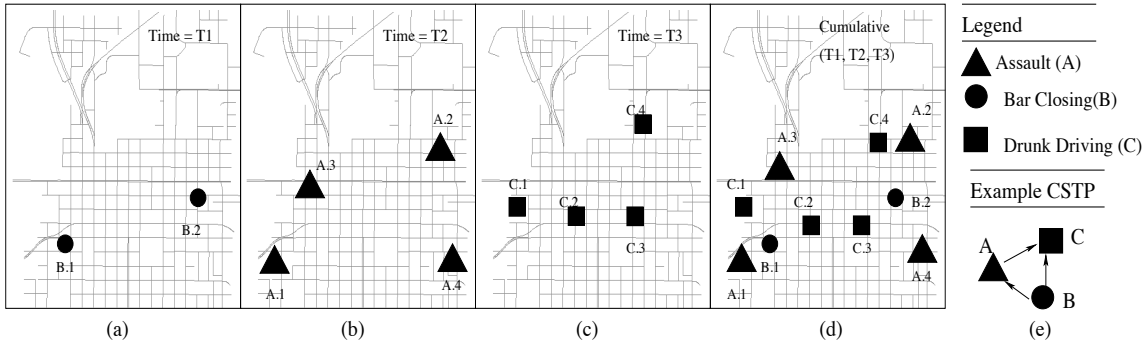 Time = T1
B.2
B.1
(a)
Time = T2
A.2
A.3
A.1
A.4
(b)
Time = T3
C.4
C.1
C.2
C.3
(c)
Cumulative
(T1, T2, T3)
A.2
C.4
A.3
C.1
C.2
B.2
C.3
B.1
A.4
A.1
(d)
Legend
Assault (A)
Bar Closing(B)
Drunk Driving (C)
Example CSTP
A
C
B
(e)